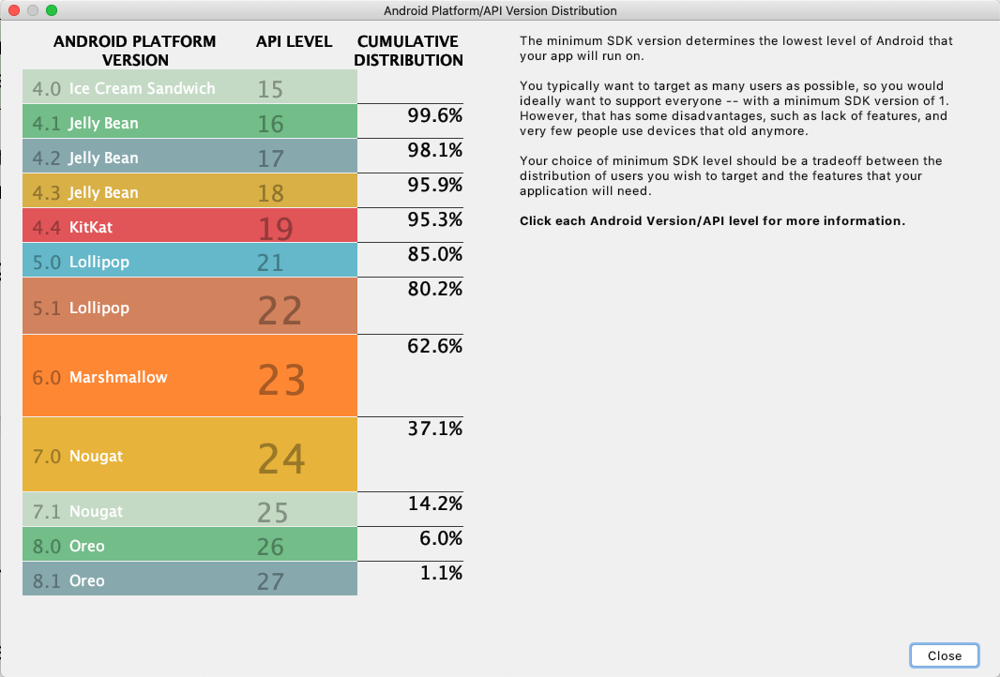 Android Platform/API Version Distribution
ANDROID PLATFORM
VERSION
API LEVEL
CUMULATIVE
DISTRIBUTION
4.0 Ice Cream Sandwich 15
4.1 Jelly Bean 16 99.6%
4.2 Jelly Bean 17 98.1%
4.3 Jelly Bean 18 95.9%
4.4 KitKat 19 95.3%
5.0 Lollipop 21 85.0%
5.1 Lollipop 22 80.2%
6.0 Marshmallow 23 62.6%
7.0 Nougat 24 37.1%
7.1 Nougat 25 14.2%
8.0 Oreo 26 6.0%
8.1 Oreo 27 1.1%
The minimum SDK version determines the lowest level of Android that
your app will run on.
You typically want to target as many users as possible, so you would
ideally want to support everyone -- with a minimum SDK version of 1.
However, that has some disadvantages, such as lack of features, and
very few people use devices that old anymore.
Your choice of minimum SDK level should be a tradeoff between the
distribution of users you wish to target and the features that your
application will need.
Click each Android Version/API level for more information.
Close